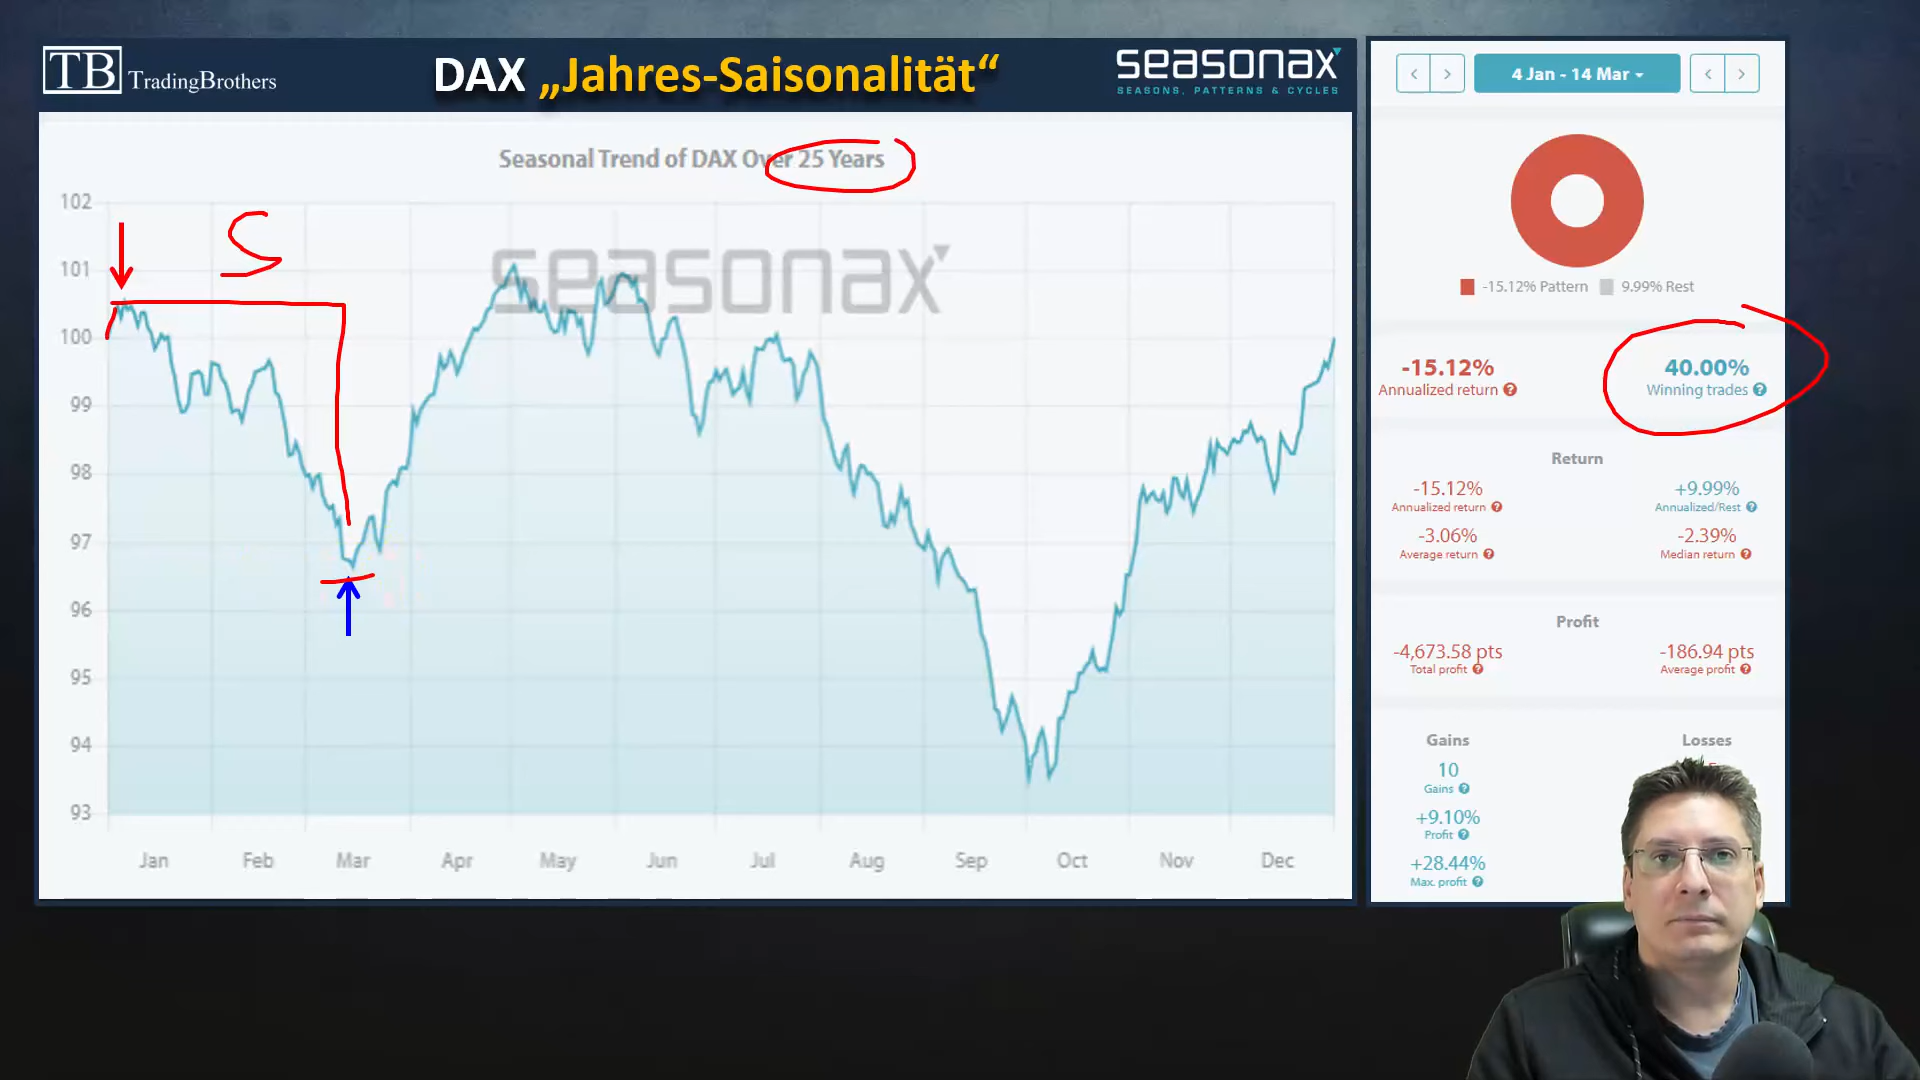 TB TradingBrothers
DAX „Jahres-Saisonalität“
seasonax
SEASONS, PATTERNS & CYCLES
Seasonal Trend of DAX Over 25 Years
seasonax
102
101
100
99
98
97
96
95
94
93
Jan Feb Mar Apr May Jun Jul Aug Sep Oct Nov Dec
S
4 Jan - 14 Mar
-15.12% Pattern 9.99% Rest
-15.12% 40.00%
Annualized return Winning trades
Return
-15.12% +9.99%
Annualized return Annualized/Rest
-3.06% -2.39%
Average return Median return
Profit
-4,673.58 pts -186.94 pts
Total profit Average profit
Gains Losses
10
Gains
+9.10%
Profit
+28.44%
Max. profit